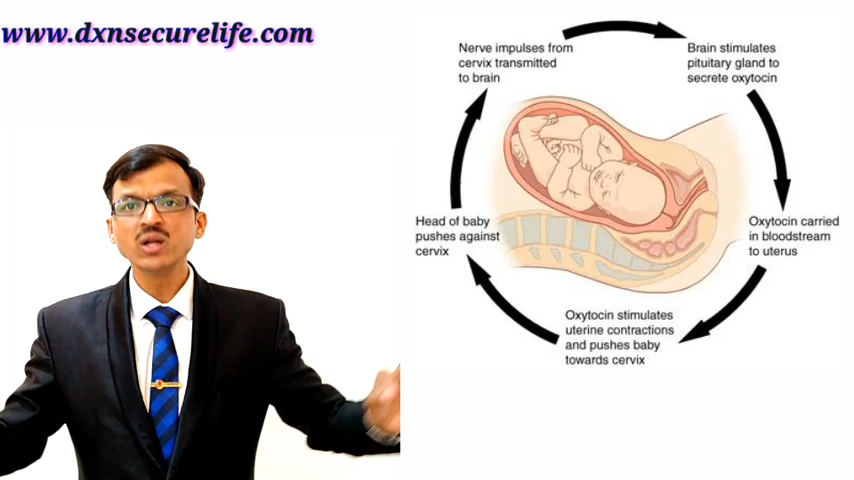 www.dxnsecurelife.com
Nerve impulses from
cervix transmitted
to brain
Brain stimulates
pituitary gland to
secrete oxytocin
Oxytocin carried
in bloodstream
to uterus
Oxytocin stimulates
uterine contractions
and pushes baby
towards cervix
Head of baby
pushes against
cervix